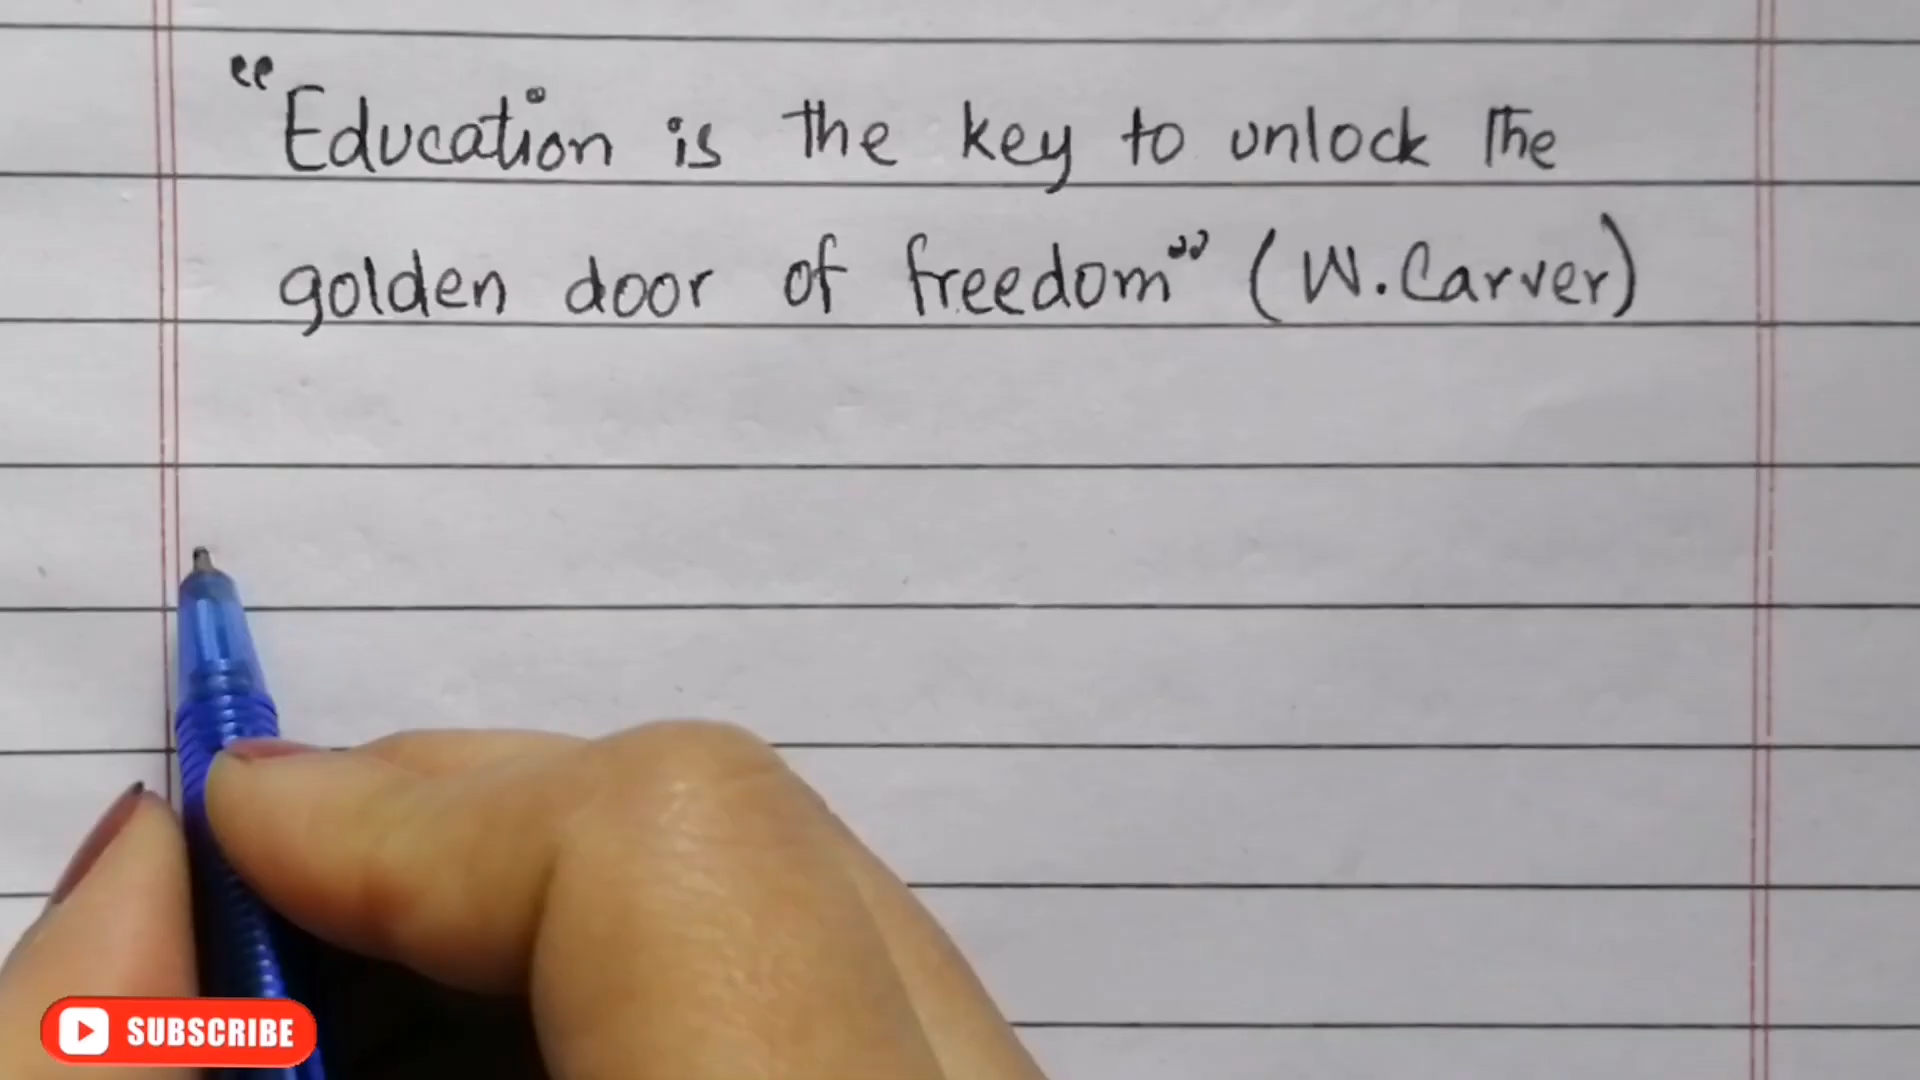 “Education is the key to unlock the
golden door of freedom” (W. Carver)
SUBSCRIBE